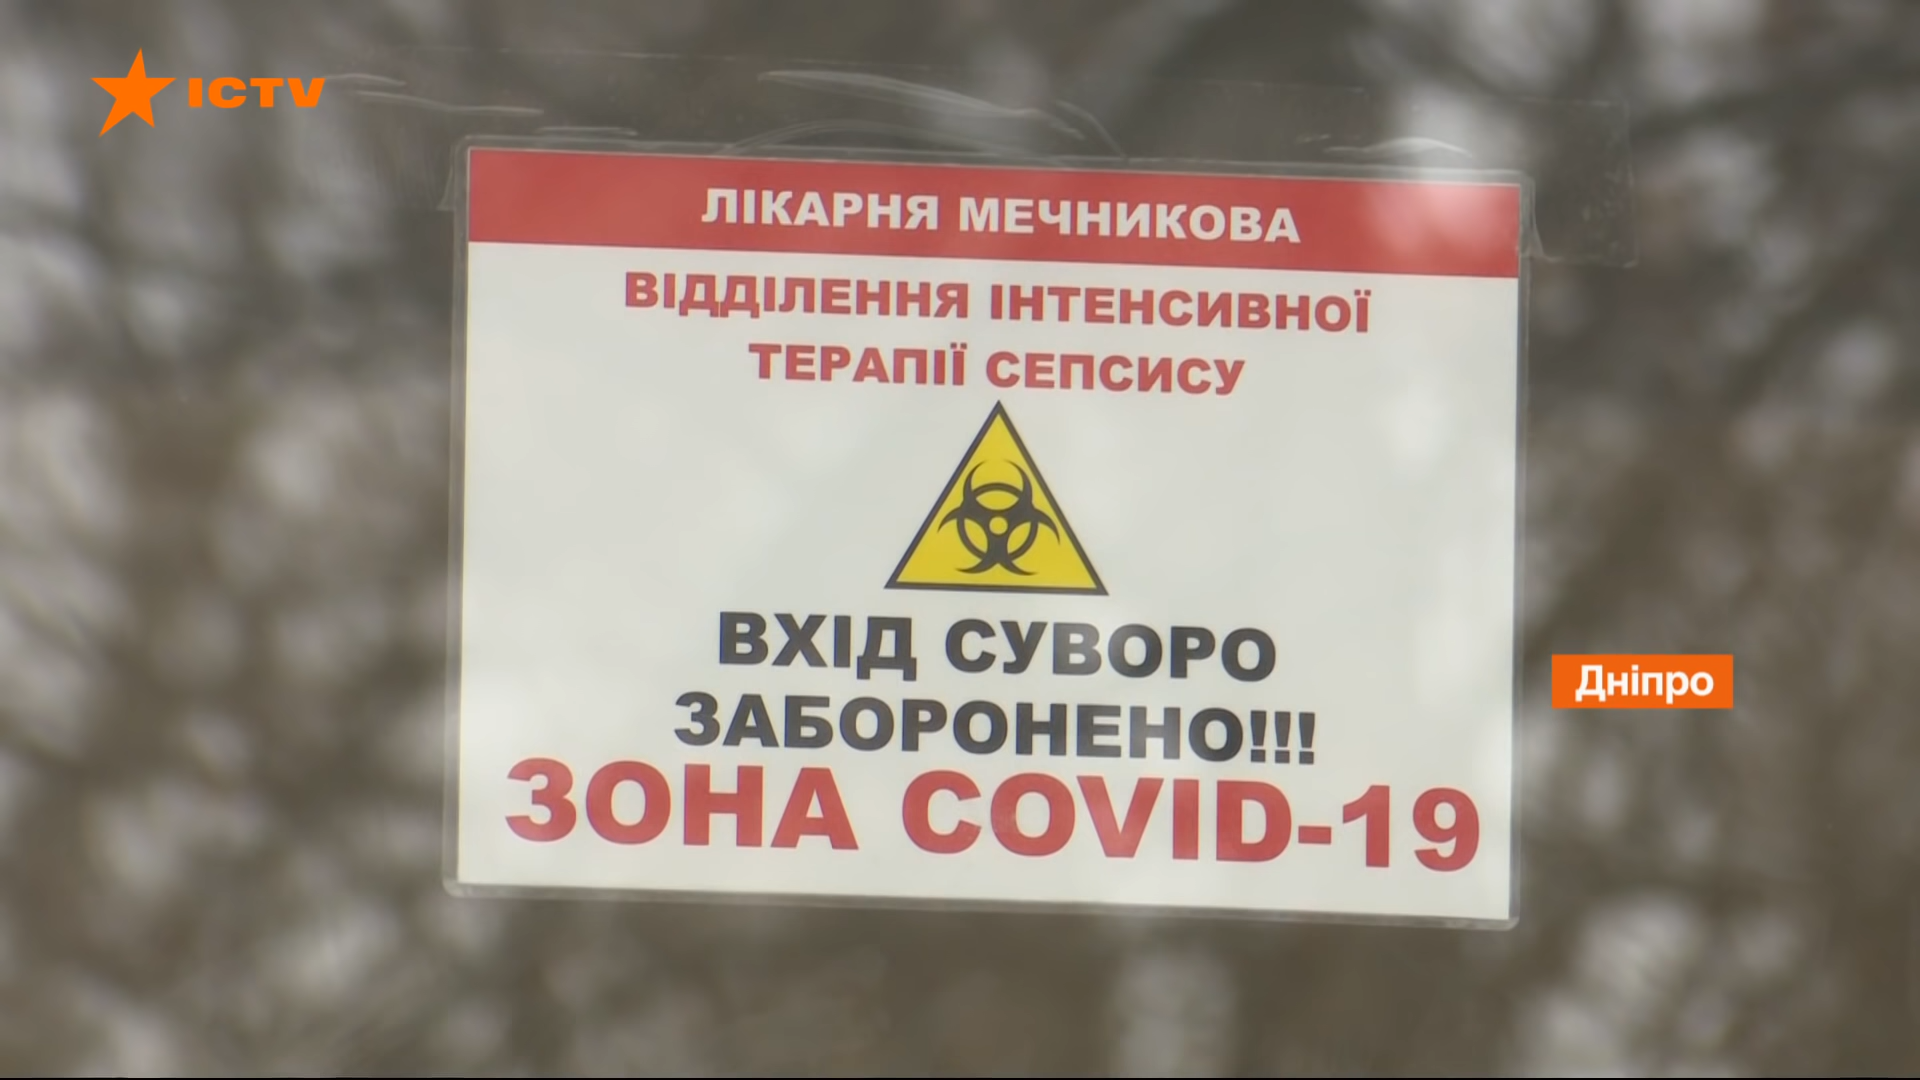 ICTV
ЛІКАРНЯ МЕЧНИКОВА
ВІДДІЛЕННЯ ІНТЕНСИВНОЇ
ТЕРАПІЇ СЕПСИСУ
ВХІД СУВОРО
ЗАБОРОНЕНО!!!
ЗОНА COVID-19
Дніпро